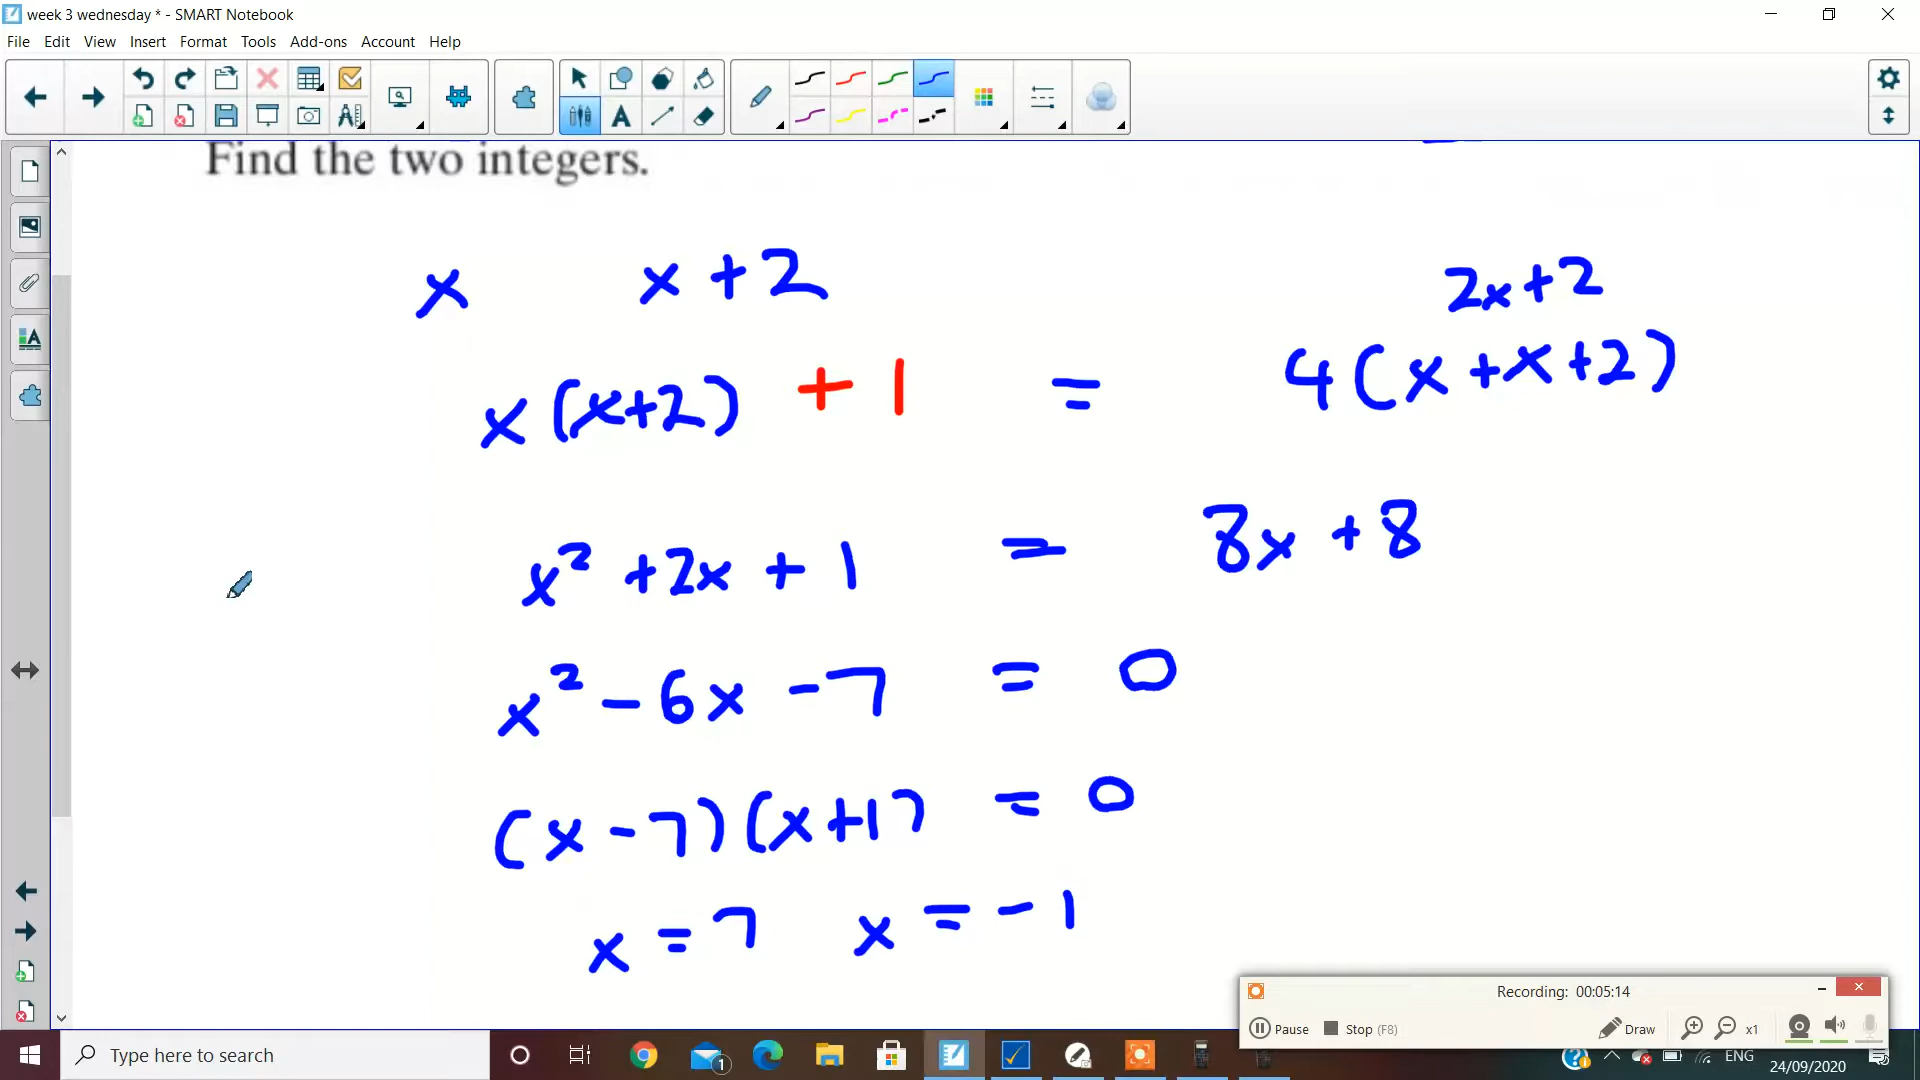 week 3 wednesday * - SMART Notebook
File Edit View Insert Format Tools Add-ons Account Help
Find the two integers.
x x + 2 2x + 2
x (x+2) + 1 = 4 (x + x + 2)
x² + 2x + 1 = 8x + 8
x² - 6x - 7 = 0
(x - 7) (x + 1) = 0
x = 7 x = - 1
Recording: 00:05:14
Pause Stop (F8) Draw x1
Type here to search
1
ENG
24/09/2020